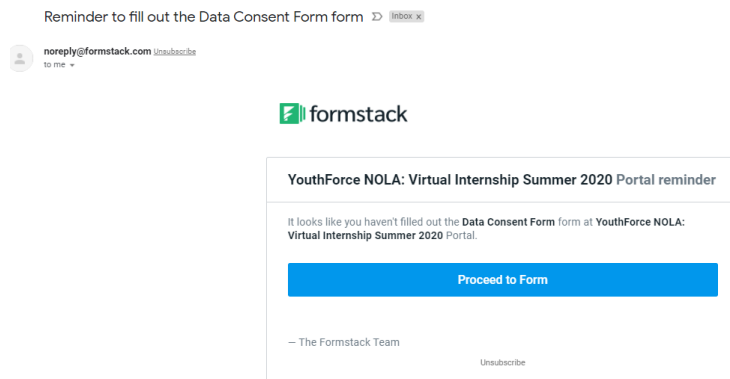 Reminder to fill out the Data Consent Form form Inbox x
noreply@formstack.com Unsubscribe
to me
formstack
YouthForce NOLA: Virtual Internship Summer 2020 Portal reminder
It looks like you haven't filled out the Data Consent Form form at YouthForce NOLA:
Virtual Internship Summer 2020 Portal.
Proceed to Form
— The Formstack Team
Unsubscribe